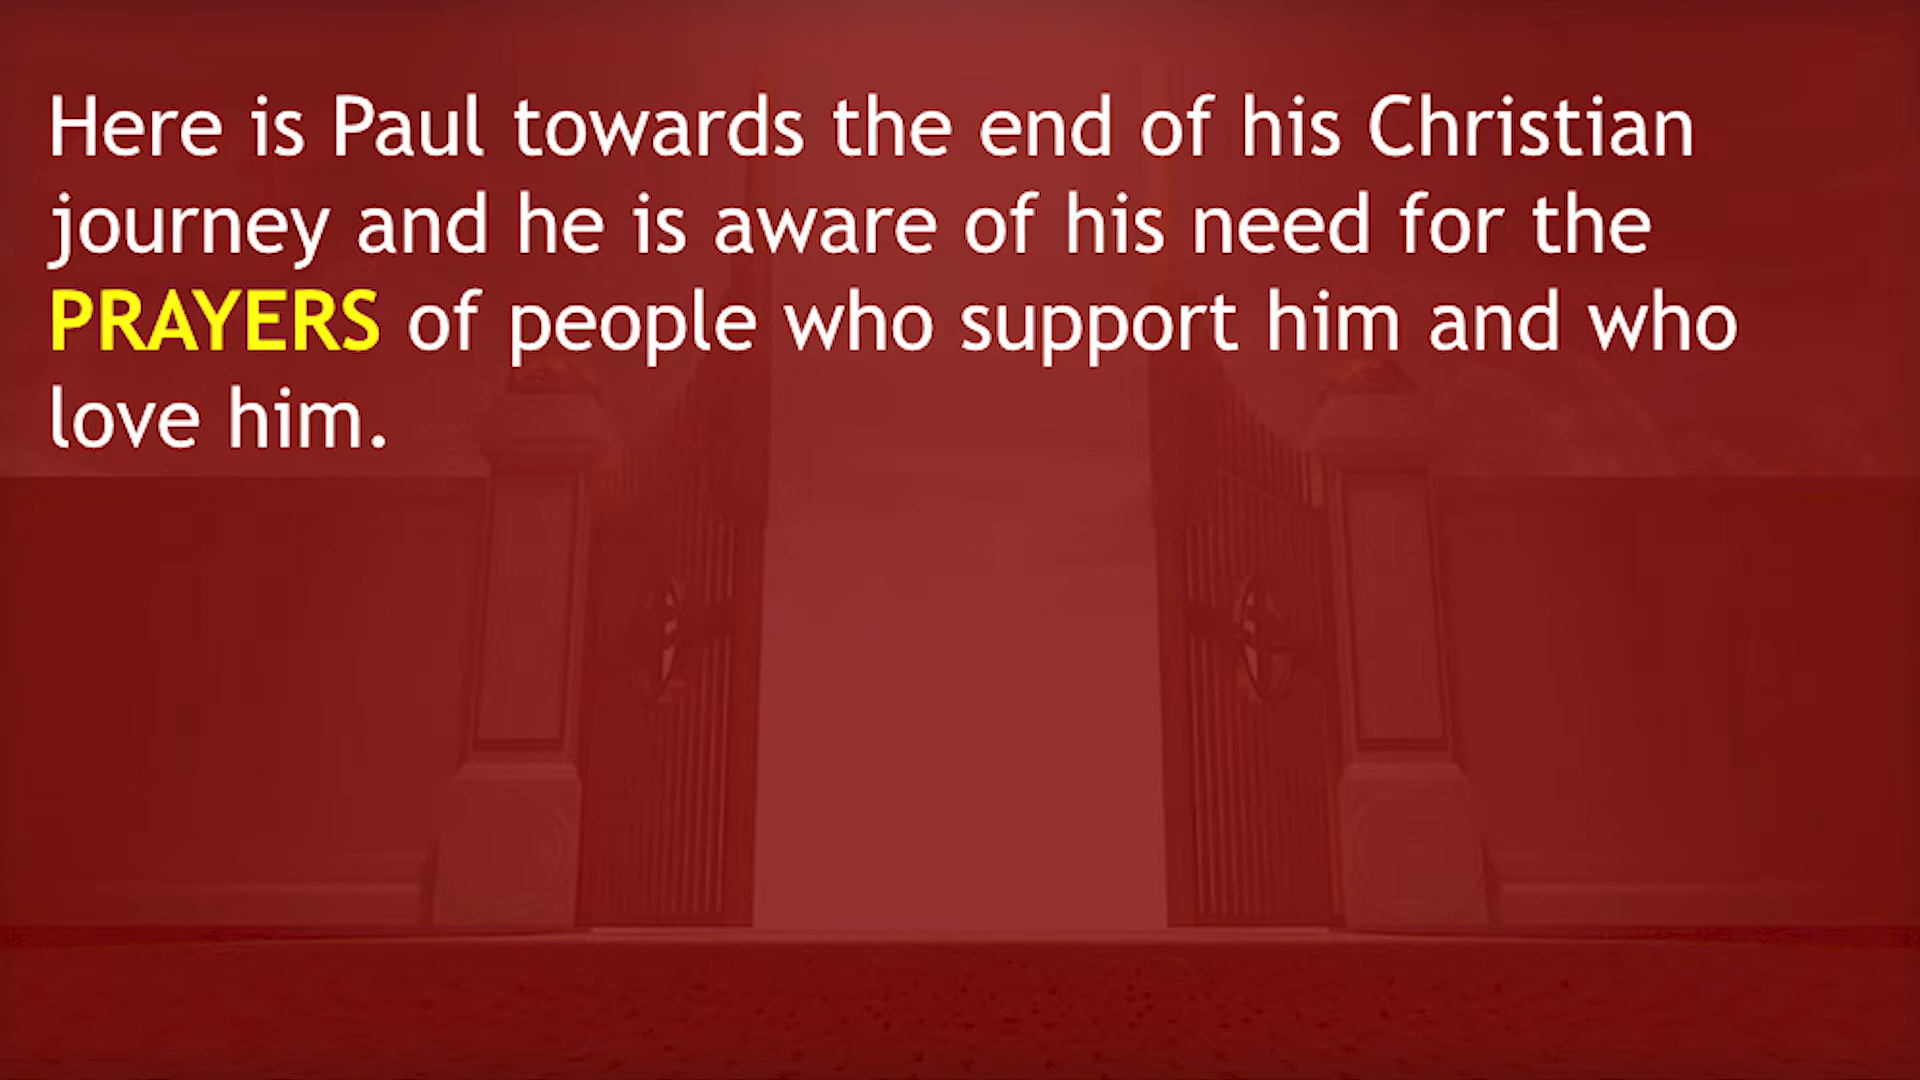 Here is Paul towards the end of his Christian
journey and he is aware of his need for the
PRAYERS of people who support him and who
love him.